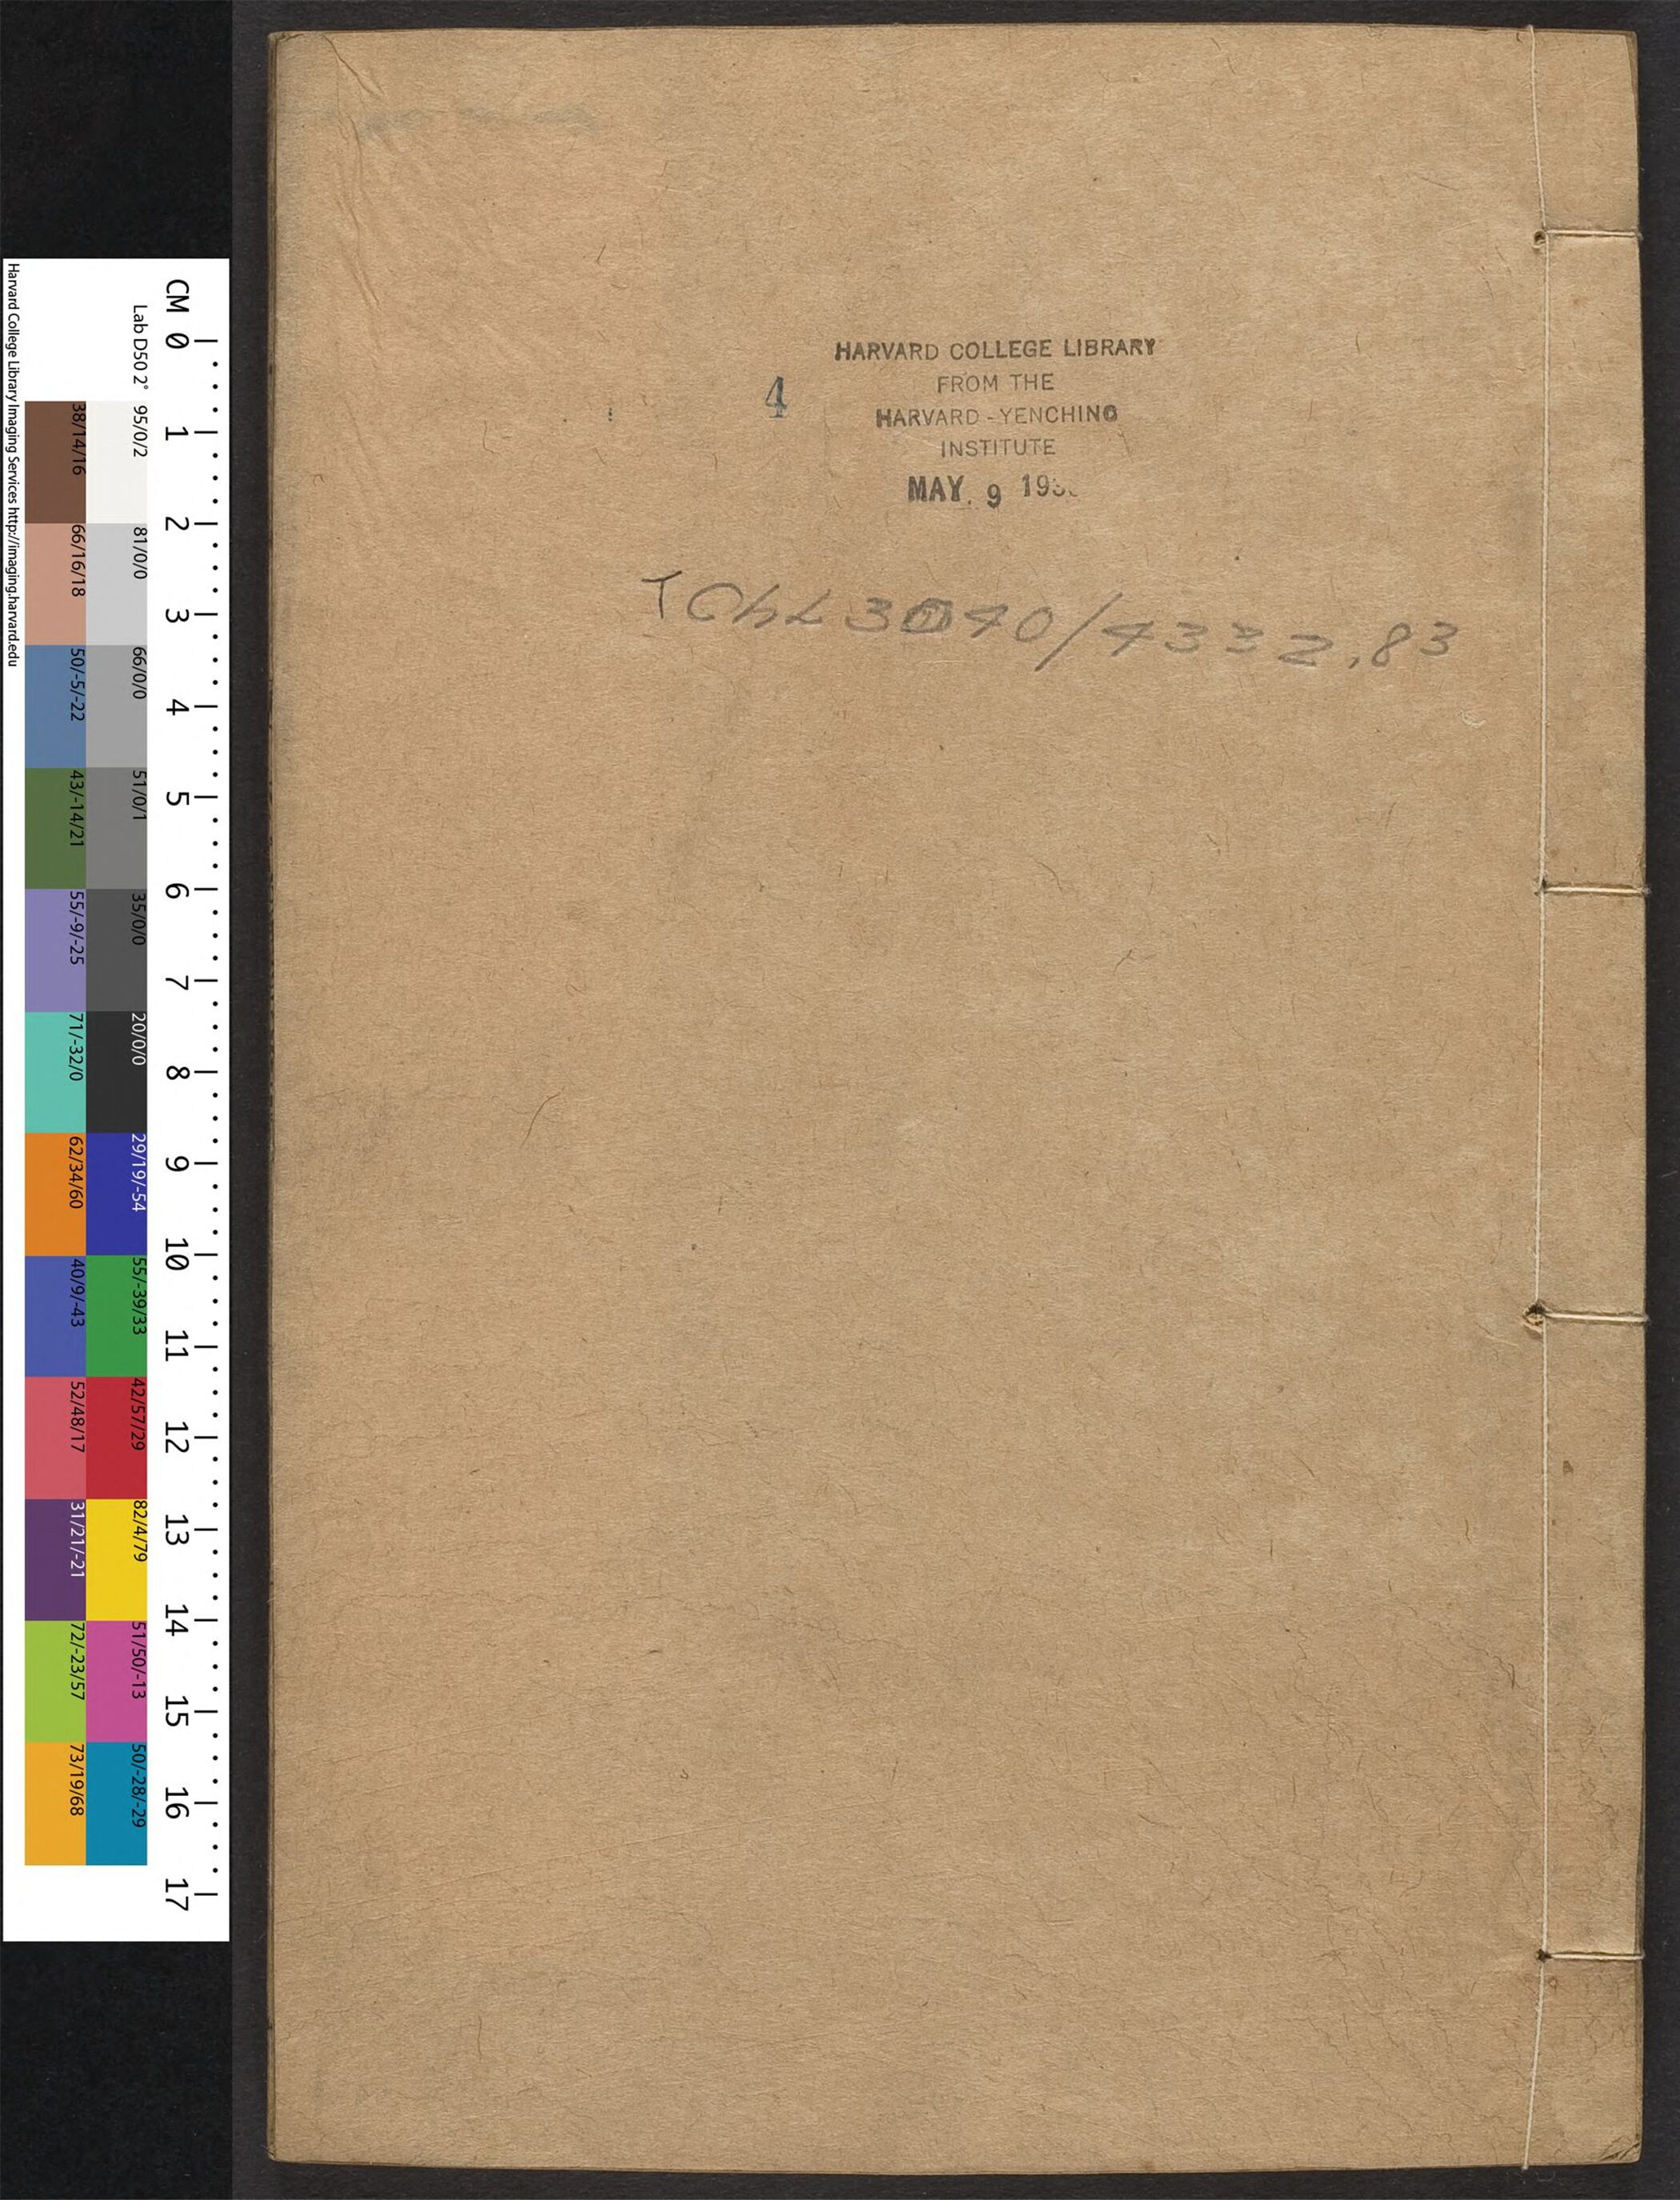 HARVARD COLLEGE LIBRARY
FROM THE
HARVARD-YENCHING
INSTITUTE
MAY 9
4
TChL 3040/4332.83
CM 0 1 2 3 4 5 6 7 8 9 10 11 12 13 14 15 16 17
Lab D50 2°
95/0/2
81/0/0
66/0/0
51/0/1
35/0/0
20/0/0
29/19/-54
55/-39/33
42/57/29
82/4/79
51/50/-13
50/-28/-29
38/14/16
66/16/18
50/-5/-22
43/-14/21
55/-9/-25
71/-32/0
62/34/60
40/9/-43
52/48/17
31/21/-21
72/-23/57
73/19/68
Harvard College Library Imaging Services http://imaging.harvard.edu